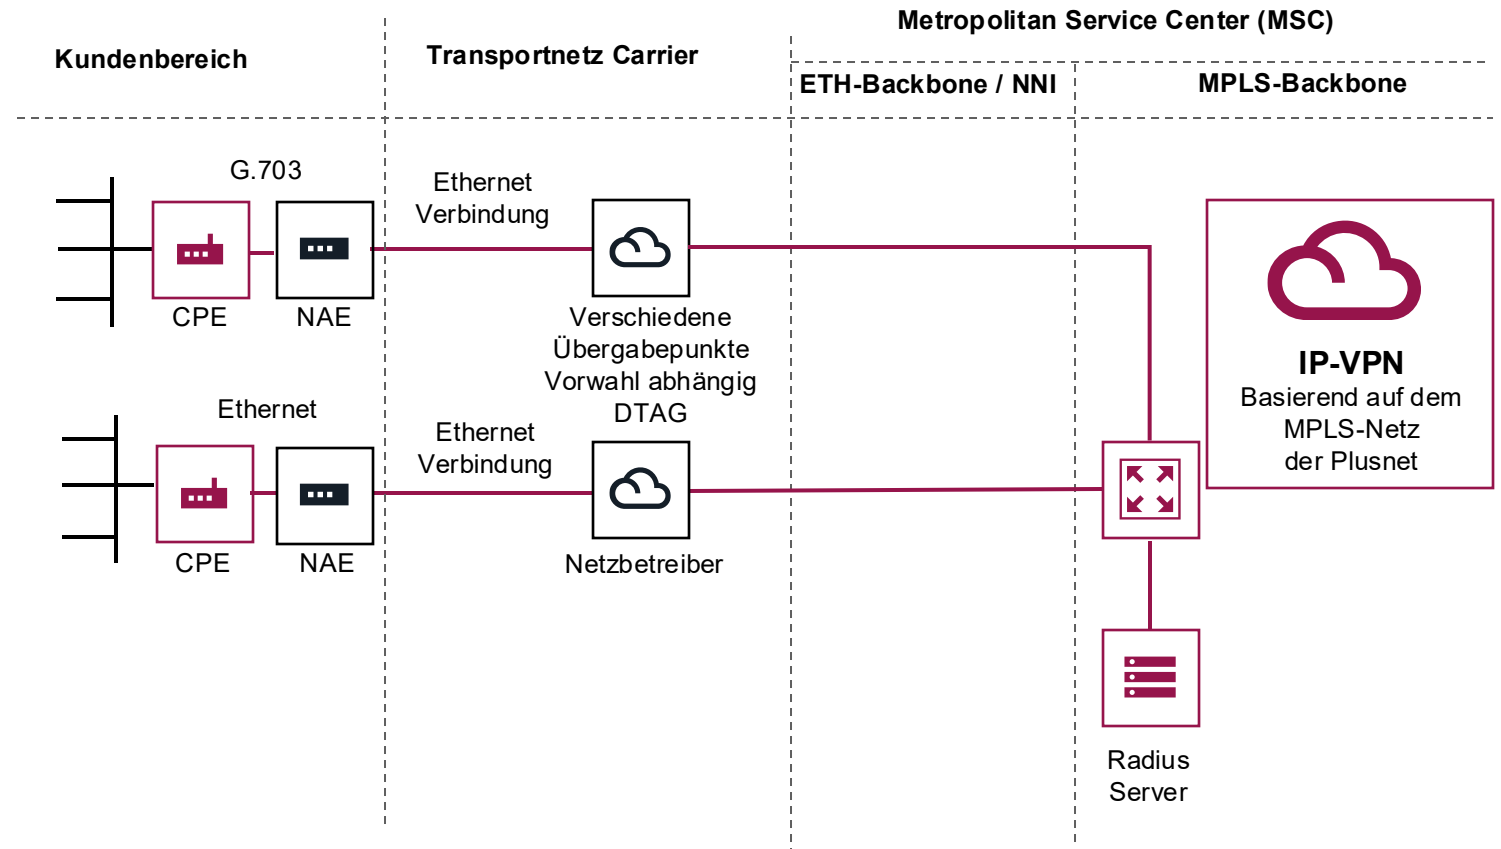 Metropolitan Service Center (MSC)
Kundenbereich
Transportnetz Carrier
ETH-Backbone / NNI
MPLS-Backbone
G.703
Ethernet
Verbindung
CPE
NAE
Verschiedene
Übergabepunkte
Vorwahl abhängig
DTAG
IP-VPN
Basierend auf dem
MPLS-Netz
der Plusnet
Ethernet
Ethernet
Verbindung
CPE
NAE
Netzbetreiber
Radius
Server